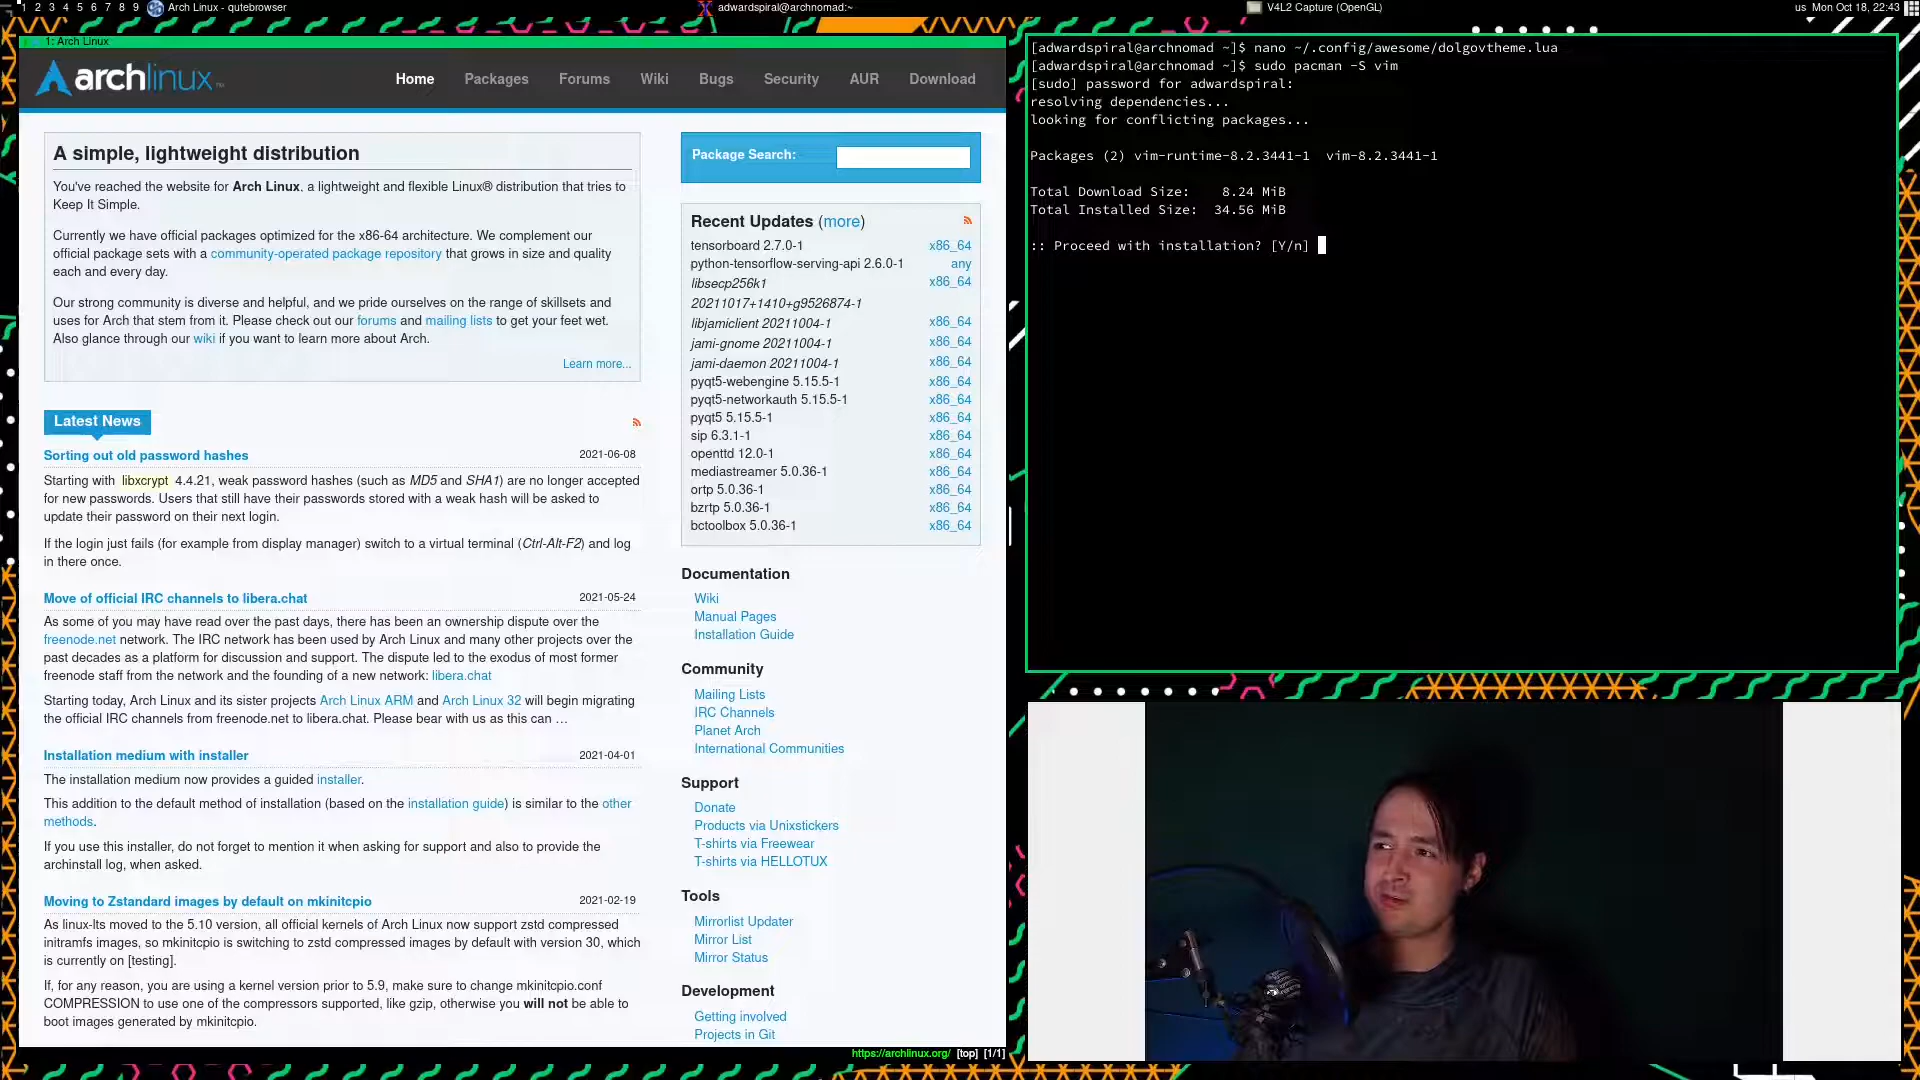 1 2 3 4 5 6 7 8 9 Arch Linux - qutebrowser
adwardspiral@archnomad:~
V4L2 Capture (OpenGL)
us Mon Oct 18, 22:43
1: Arch Linux
archlinux
Home Packages Forums Wiki Bugs Security AUR Download
A simple, lightweight distribution
You've reached the website for Arch Linux, a lightweight and flexible Linux® distribution that tries to
Keep It Simple.
Currently we have official packages optimized for the x86-64 architecture. We complement our
official package sets with a community-operated package repository that grows in size and quality
each and every day.
Our strong community is diverse and helpful, and we pride ourselves on the range of skillsets and
uses for Arch that stem from it. Please check out our forums and mailing lists to get your feet wet.
Also glance through our wiki if you want to learn more about Arch.
Learn more...
Latest News
Sorting out old password hashes 2021-06-08
Starting with libxcrypt 4.4.21, weak password hashes (such as MD5 and SHA1) are no longer accepted
for new passwords. Users that still have their passwords stored with a weak hash will be asked to
update their password on their next login.
If the login just fails (for example from display manager) switch to a virtual terminal (Ctrl-Alt-F2) and log
in there once.
Move of official IRC channels to libera.chat 2021-05-24
As some of you may have read over the past days, there has been an ownership dispute over the
freenode.net network. The IRC network has been used by Arch Linux and many other projects over the
past decades as a platform for discussion and support. The dispute led to the exodus of most former
freenode staff from the network and the founding of a new network: libera.chat
Starting today, Arch Linux and its sister projects Arch Linux ARM and Arch Linux 32 will begin migrating
the official IRC channels from freenode.net to libera.chat. Please bear with us as this can …
Installation medium with installer 2021-04-01
The installation medium now provides a guided installer.
This addition to the default method of installation (based on the installation guide) is similar to the other
methods.
If you use this installer, do not forget to mention it when asking for support and also to provide the
archinstall log, when asked.
Moving to Zstandard images by default on mkinitcpio 2021-02-19
As linux-lts moved to the 5.10 version, all official kernels of Arch Linux now support zstd compressed
initramfs images, so mkinitcpio is switching to zstd compressed images by default with version 30, which
is currently on [testing].
If, for any reason, you are using a kernel version prior to 5.9, make sure to change mkinitcpio.conf
COMPRESSION to use one of the compressors supported, like gzip, otherwise you will not be able to
boot images generated by mkinitcpio.
Package Search:
Recent Updates (more)
tensorboard 2.7.0-1 x86_64
python-tensorflow-serving-api 2.6.0-1 any
libsecp256k1 x86_64
20211017+1410+g9526874-1
libjamiclient 20211004-1 x86_64
jami-gnome 20211004-1 x86_64
jami-daemon 20211004-1 x86_64
pyqt5-webengine 5.15.5-1 x86_64
pyqt5-networkauth 5.15.5-1 x86_64
pyqt5 5.15.5-1 x86_64
sip 6.3.1-1 x86_64
openttd 12.0-1 x86_64
mediastreamer 5.0.36-1 x86_64
ortp 5.0.36-1 x86_64
bzrtp 5.0.36-1 x86_64
bctoolbox 5.0.36-1 x86_64
Documentation
Wiki
Manual Pages
Installation Guide
Community
Mailing Lists
IRC Channels
Planet Arch
International Communities
Support
Donate
Products via Unixstickers
T-shirts via Freewear
T-shirts via HELLOTUX
Tools
Mirrorlist Updater
Mirror List
Mirror Status
Development
Getting involved
Projects in Git
https://archlinux.org/ [top] [1/1]
[adwardspiral@archnomad ~]$ nano ~/.config/awesome/dolgovtheme.lua
[adwardspiral@archnomad ~]$ sudo pacman -S vim
[sudo] password for adwardspiral:
resolving dependencies...
looking for conflicting packages...
Packages (2) vim-runtime-8.2.3441-1 vim-8.2.3441-1
Total Download Size: 8.24 MiB
Total Installed Size: 34.56 MiB
:: Proceed with installation? [Y/n]